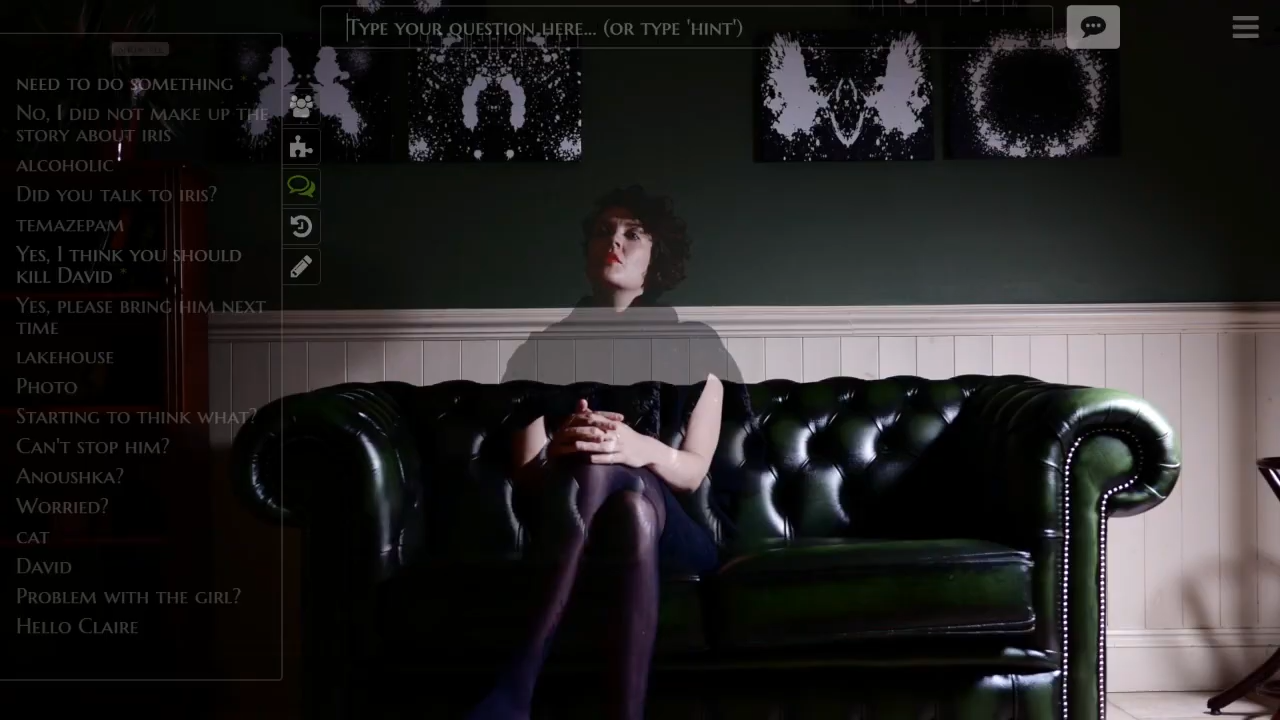 Type your question here... (or type 'hint')
need to do something
No, I did not make up the
story about iris
alcoholic
Did you talk to iris?
temazepam
Yes, I think you should
kill David
Yes, please bring him next
time
lakehouse
Photo
Starting to think what?
Can't stop him?
Anoushka?
Worried?
cat
David
Problem with the girl?
Hello Claire